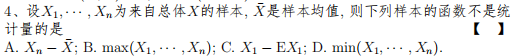 4、设X₁,⋯,Xₙ为来自总体X的样本, X̄是样本均值, 则下列样本的函数不是统
计量的是 【 】
A. Xₙ − X̄; B. max(X₁,⋯,Xₙ); C. X₁ − EX₁; D. min(X₁,⋯,Xₙ).